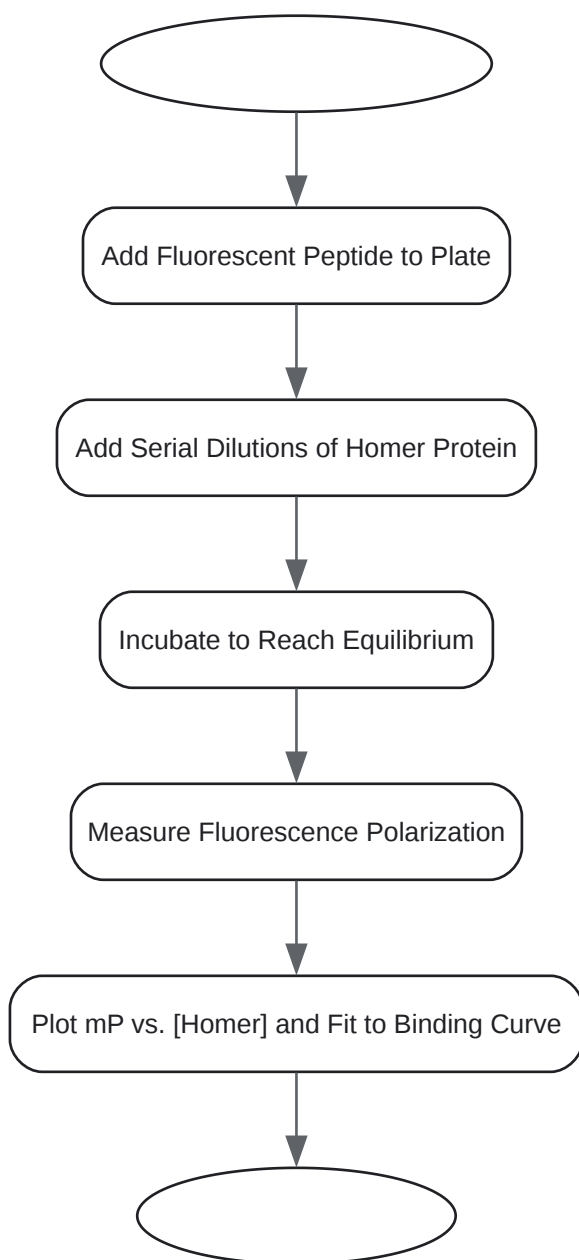 Add Fluorescent Peptide to Plate
Add Serial Dilutions of Homer Protein
Incubate to Reach Equilibrium
Measure Fluorescence Polarization
Plot mP vs. [Homer] and Fit to Binding Curve